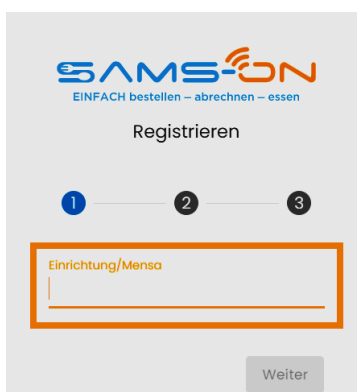 SAMS-ON
EINFACH bestellen – abrechnen – essen
Registrieren
1 2 3
Einrichtung/Mensa
Weiter